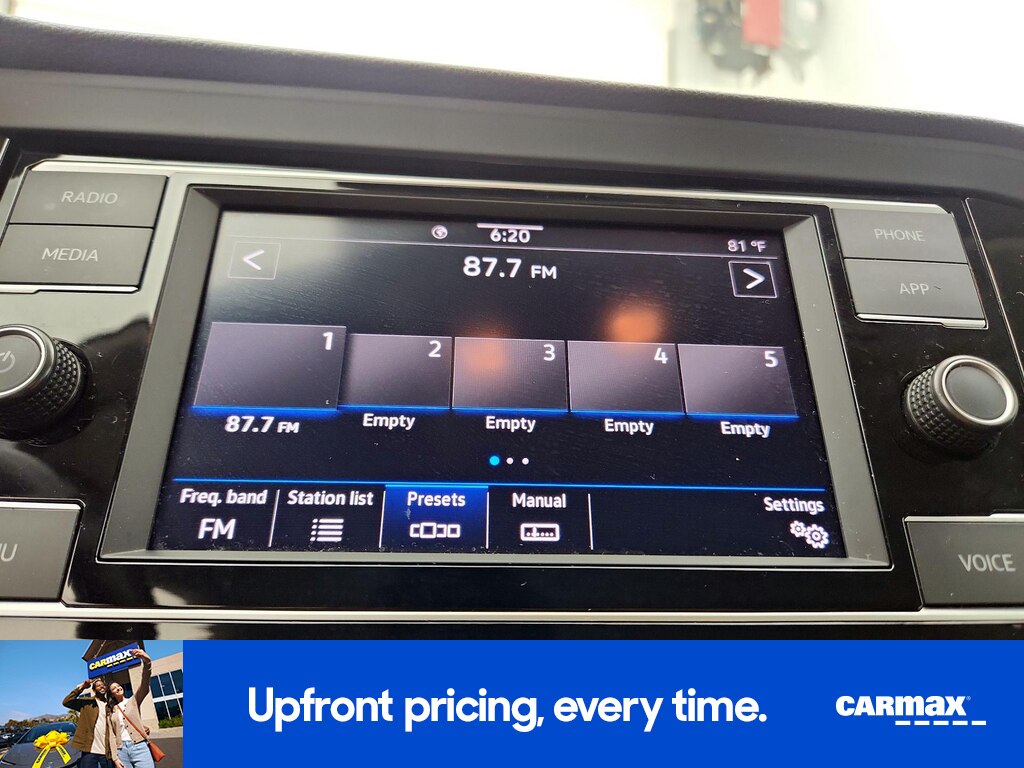 RADIO
MEDIA
PHONE
APP
6:20
81 °F
<
87.7 FM
>
1
2
3
4
5
87.7 FM
Empty
Empty
Empty
Empty
Freq. band
Station list
Presets
Manual
Settings
FM
VOICE
CARMAX
Upfront pricing, every time.
CARMAX